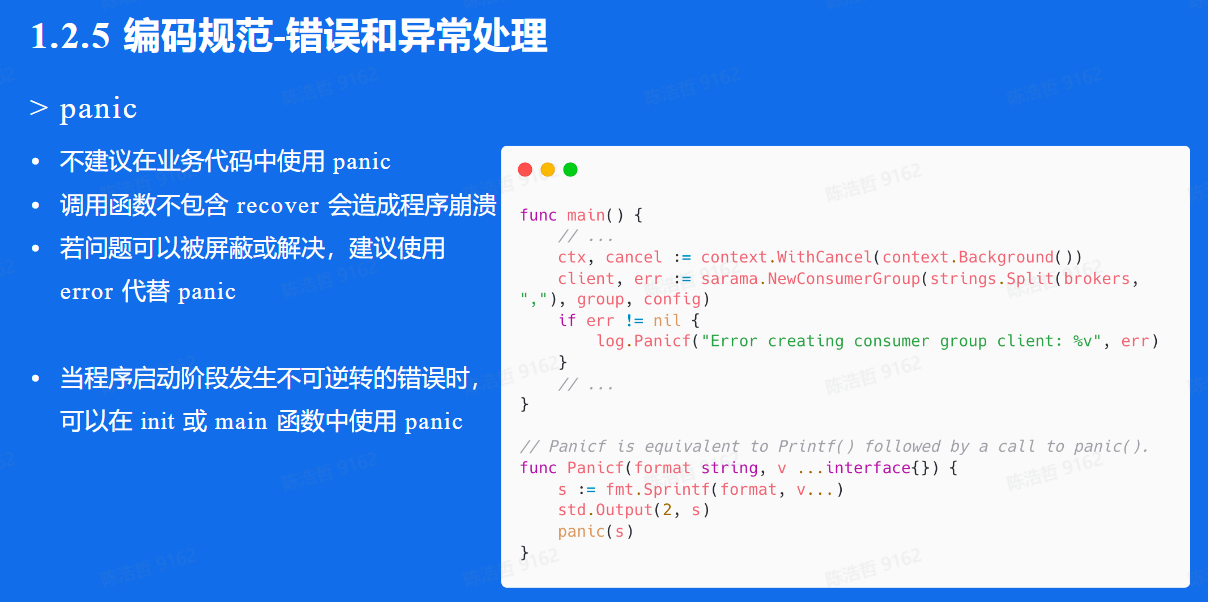 1.2.5 编码规范-错误和异常处理
> panic
• 不建议在业务代码中使用 panic
• 调用函数不包含 recover 会造成程序崩溃
• 若问题可以被屏蔽或解决，建议使用
error 代替 panic
• 当程序启动阶段发生不可逆转的错误时，
可以在 init 或 main 函数中使用 panic
func main() {
    // ...
    ctx, cancel := context.WithCancel(context.Background())
    client, err := sarama.NewConsumerGroup(strings.Split(brokers,
","), group, config)
    if err != nil {
        log.Panicf("Error creating consumer group client: %v", err)
    }
    // ...
}
// Panicf is equivalent to Printf() followed by a call to panic().
func Panicf(format string, v ...interface{}) {
    s := fmt.Sprintf(format, v...)
    std.Output(2, s)
    panic(s)
}
陈浩哲 9162